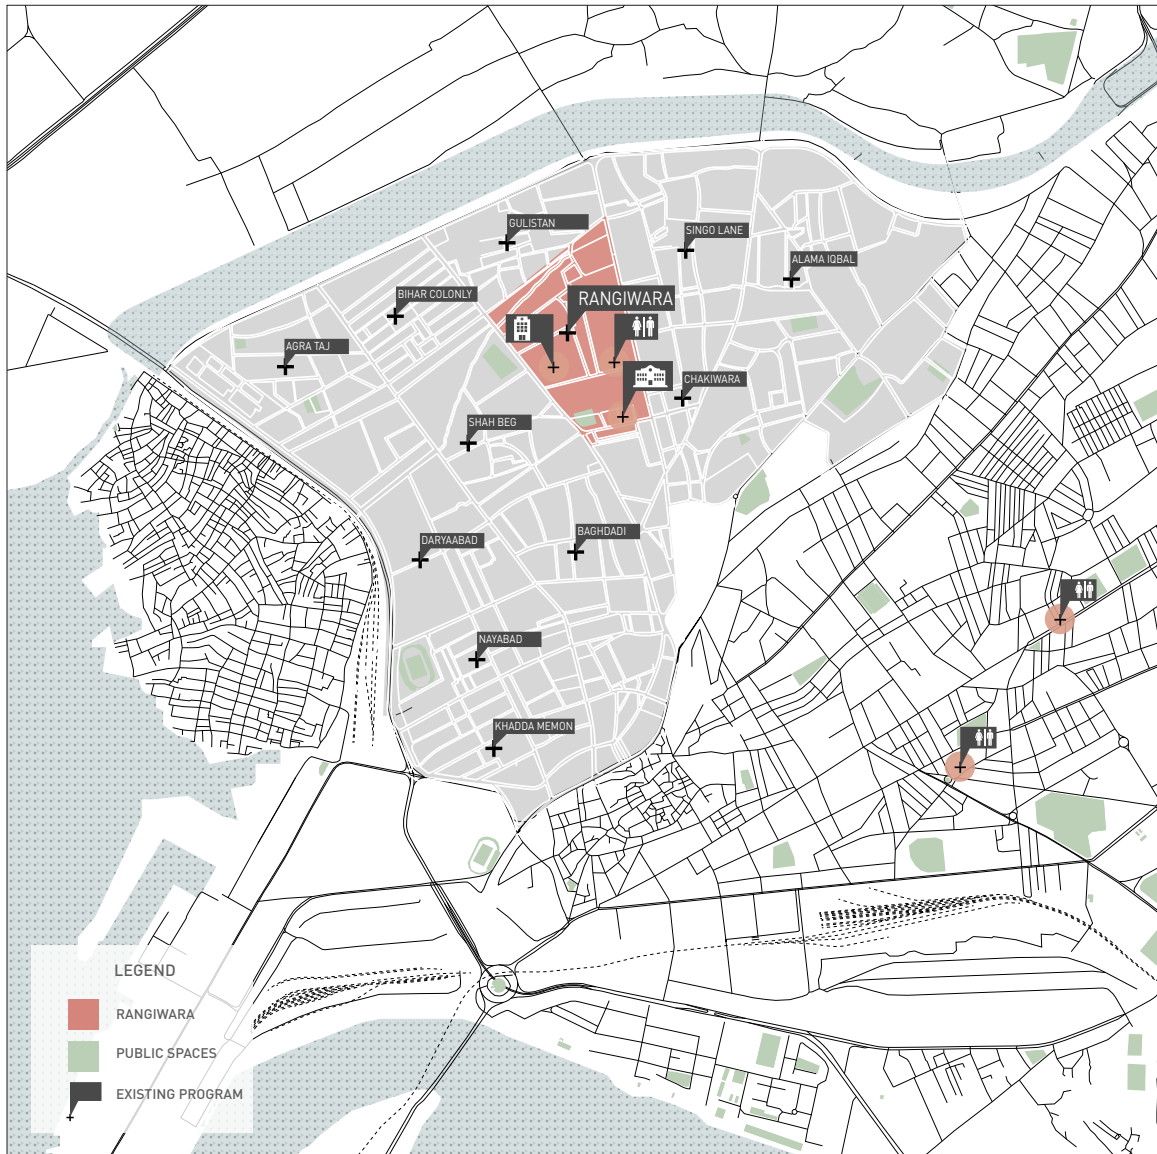 GULISTAN
SINGO LANE
ALAMA IQBAL
BIHAR COLONLY
RANGIWARA
AGRA TAJ
CHAKIWARA
SHAH BEG
BAGHDADI
DARYAABAD
NAYABAD
KHADDA MEMON
LEGEND
RANGIWARA
PUBLIC SPACES
EXISTING PROGRAM